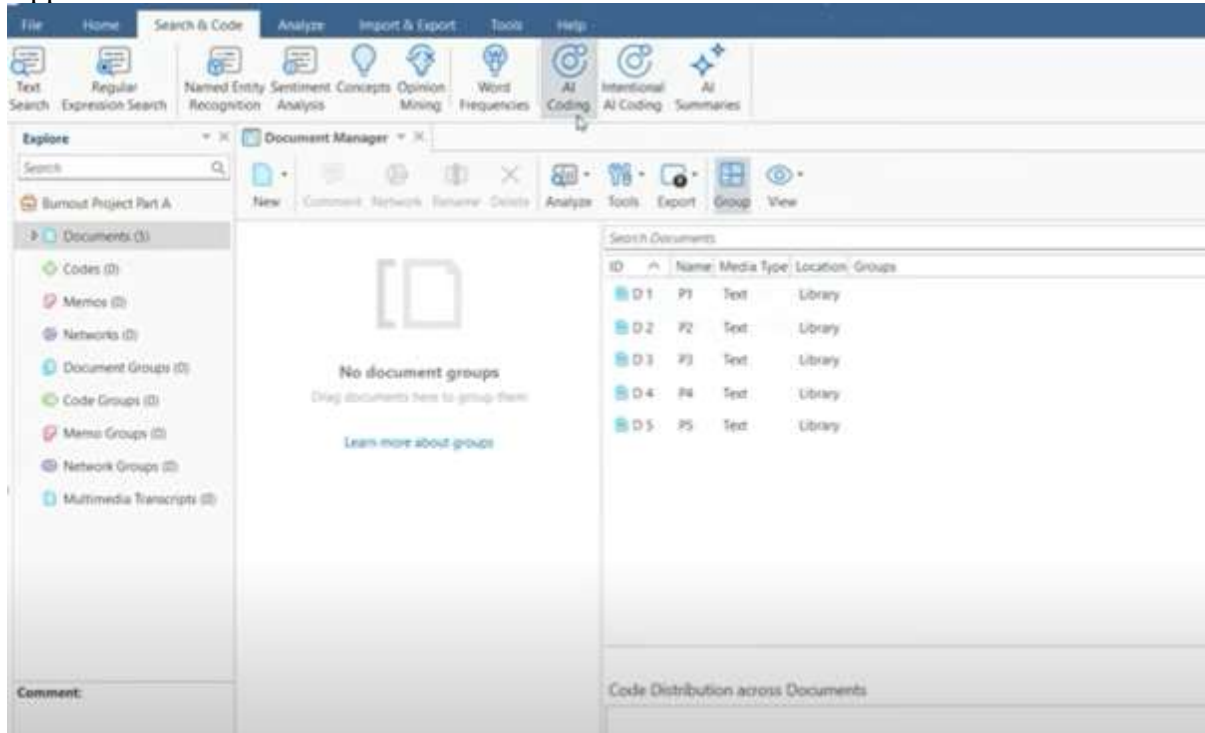 File Home Search & Code Analyze Import & Export Tools Help
Text Search
Regular Expression Search
Named Entity Recognition
Sentiment Analysis
Concepts
Opinion Mining
Word Frequencies
AI Coding
Intentional AI Coding
AI Summaries
Explore
Search
Burnout Project Part A
Documents (5)
Codes (0)
Memos (0)
Networks (0)
Document Groups (0)
Code Groups (0)
Memo Groups (0)
Network Groups (0)
Multimedia Transcripts (0)
Comment:
Document Manager
New Comment Network Rename Delete Analyze Tools Export Group View
No document groups
Drag documents here to group them
Learn more about groups
Search Documents
ID Name Media Type Location Groups
D 1 P1 Text Library
D 2 P2 Text Library
D 3 P3 Text Library
D 4 P4 Text Library
D 5 P5 Text Library
Code Distribution across Documents